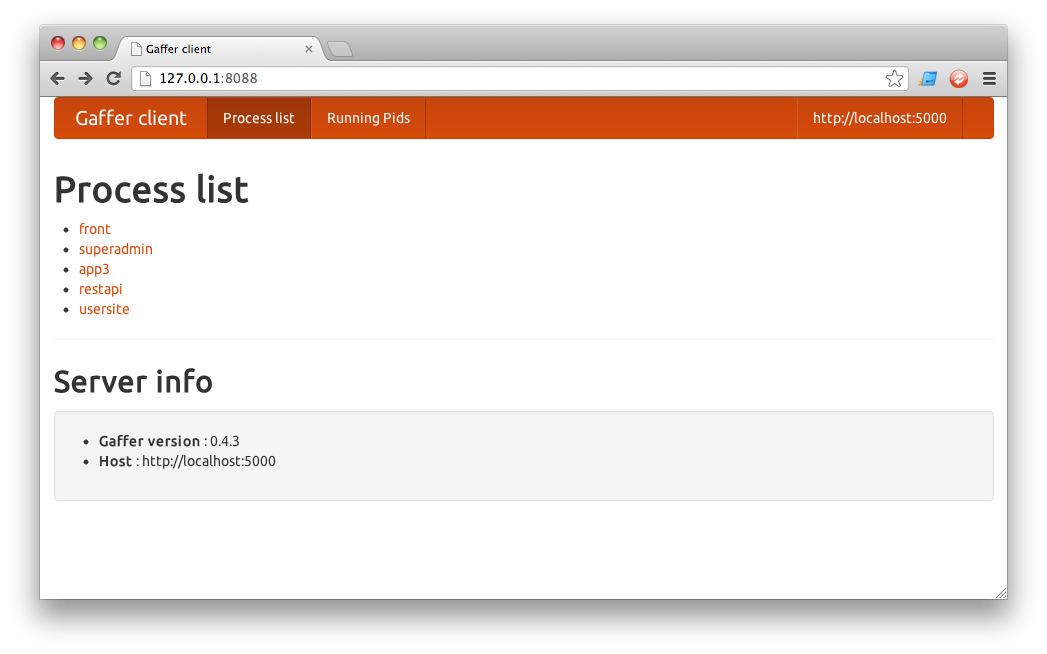 Gaffer client
127.0.0.1:8088
Gaffer client Process list Running Pids http://localhost:5000
Process list
front
superadmin
app3
restapi
usersite
Server info
Gaffer version : 0.4.3
Host : http://localhost:5000